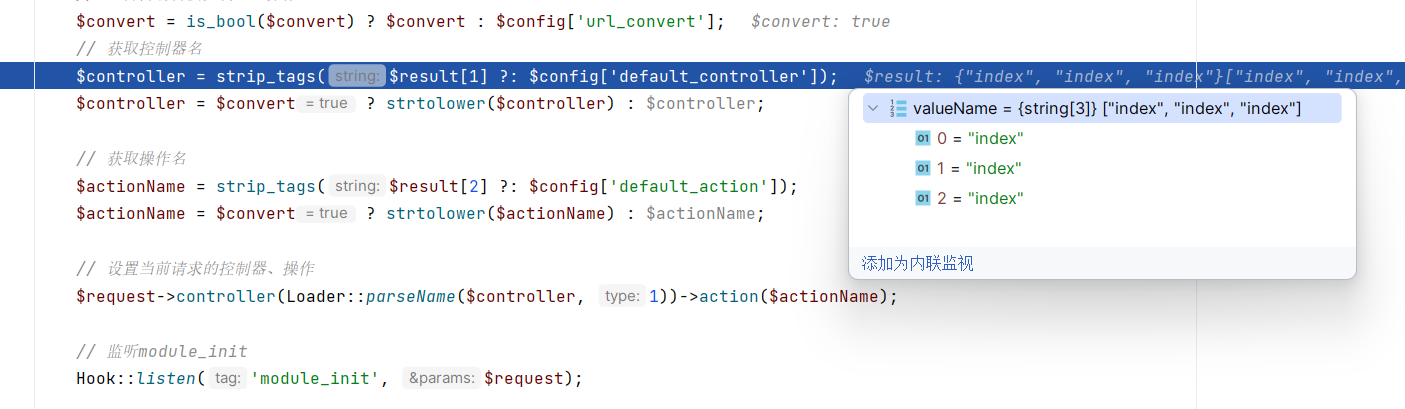 $convert = is_bool($convert) ? $convert : $config['url_convert'];   $convert: true
// 获取控制器名
$controller = strip_tags( string: $result[1] ?: $config['default_controller']);   $result: {"index", "index", "index"}["index", "index",
$controller = $convert = true ? strtolower($controller) : $controller;
valueName = {string[3]} ["index", "index", "index"]
0 = "index"
1 = "index"
2 = "index"
添加为内联监视
// 获取操作名
$actionName = strip_tags( string: $result[2] ?: $config['default_action']);
$actionName = $convert = true ? strtolower($actionName) : $actionName;
// 设置当前请求的控制器、操作
$request->controller(Loader::parseName($controller, type: 1))->action($actionName);
// 监听module_init
Hook::listen( tag: 'module_init', &params: $request);